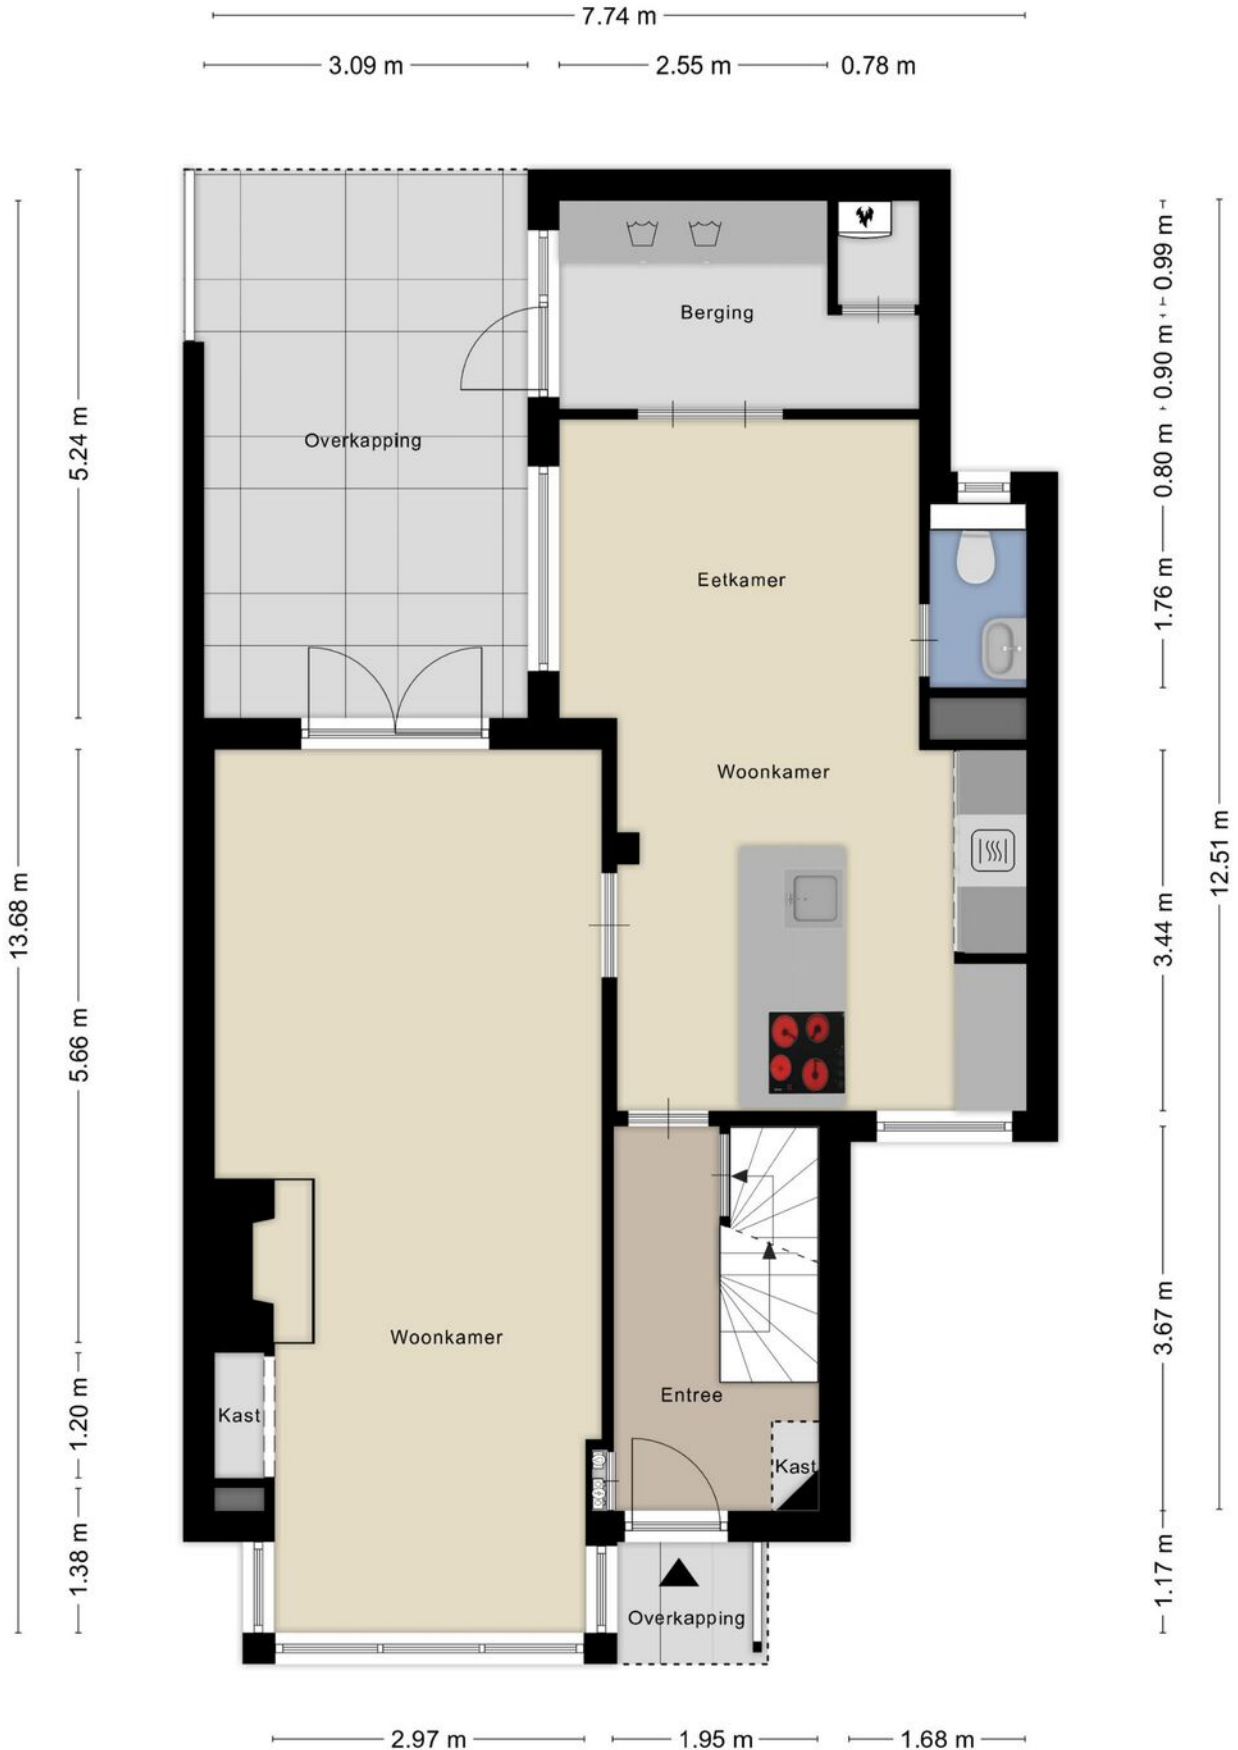 7.74 m
3.09 m
2.55 m
0.78 m
5.24 m
5.66 m
1.20 m
1.38 m
13.68 m
0.99 m
0.90 m
0.80 m
1.76 m
3.44 m
3.67 m
1.17 m
12.51 m
Berging
Overkapping
Eetkamer
Woonkamer
Woonkamer
Entree
Kast
Kast
Overkapping
2.97 m
1.95 m
1.68 m